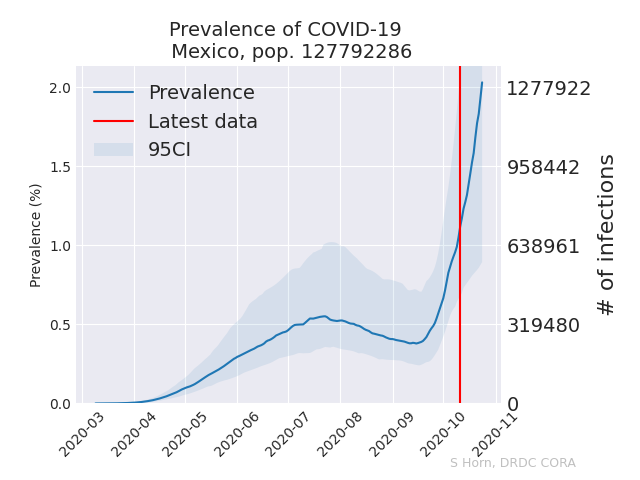 Prevalence of COVID-19
Mexico, pop. 127792286
Prevalence
Latest data
95CI
Prevalence (%)
2.0
1.5
1.0
0.5
0.0
1277922
958442
638961
319480
0
# of infections
2020-03
2020-04
2020-05
2020-06
2020-07
2020-08
2020-09
2020-10
2020-11
S Horn, DRDC CORA